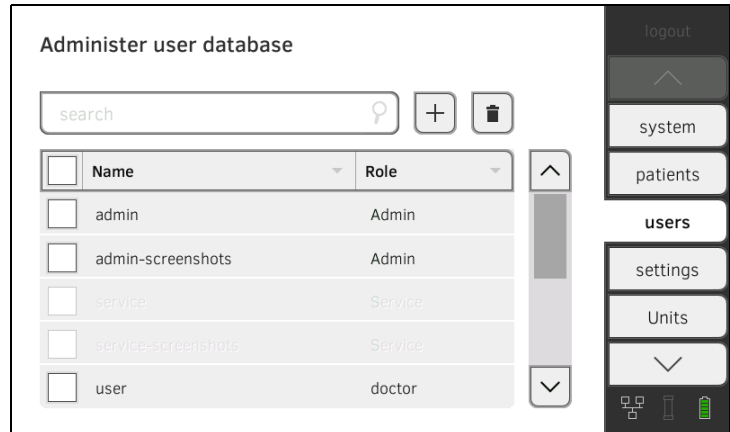 logout
Administer user database
search
system
Name Role
patients
admin Admin
users
admin-screenshots Admin
settings
service Service
Units
service-screenshots Service
user doctor